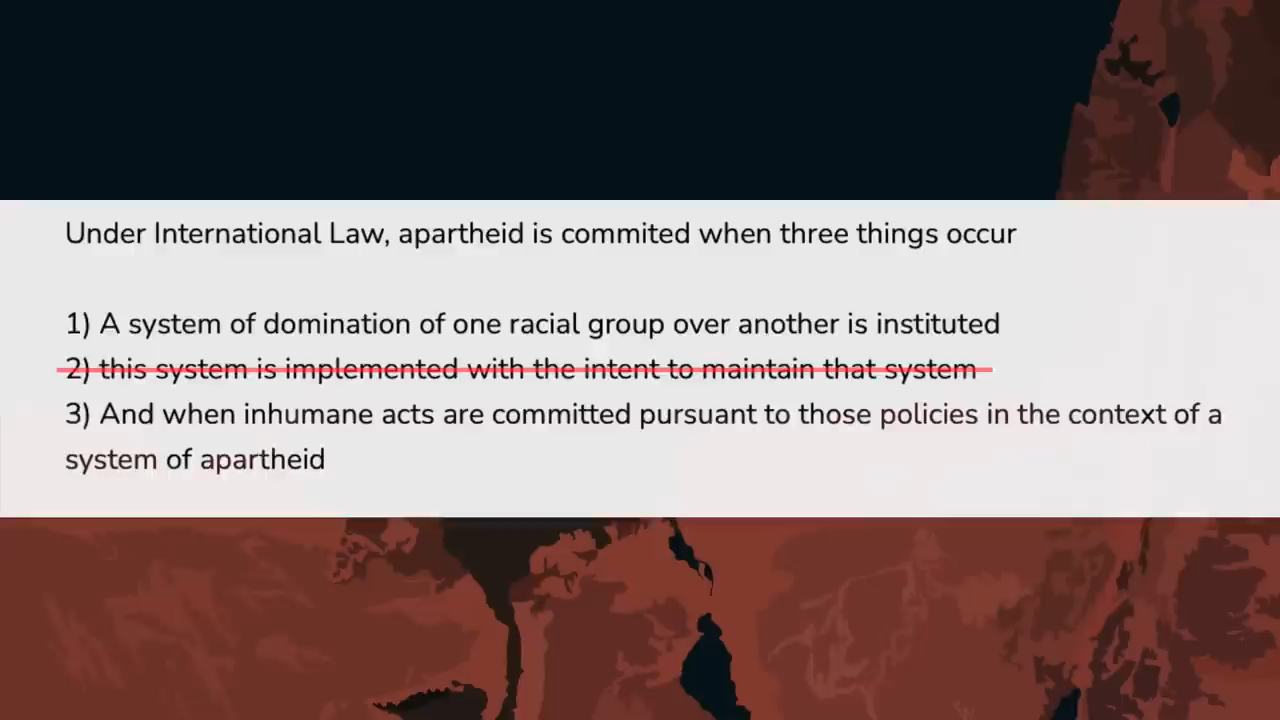 Under International Law, apartheid is commited when three things occur
1) A system of domination of one racial group over another is instituted
2) this system is implemented with the intent to maintain that system
3) And when inhumane acts are committed pursuant to those policies in the context of a
system of apartheid